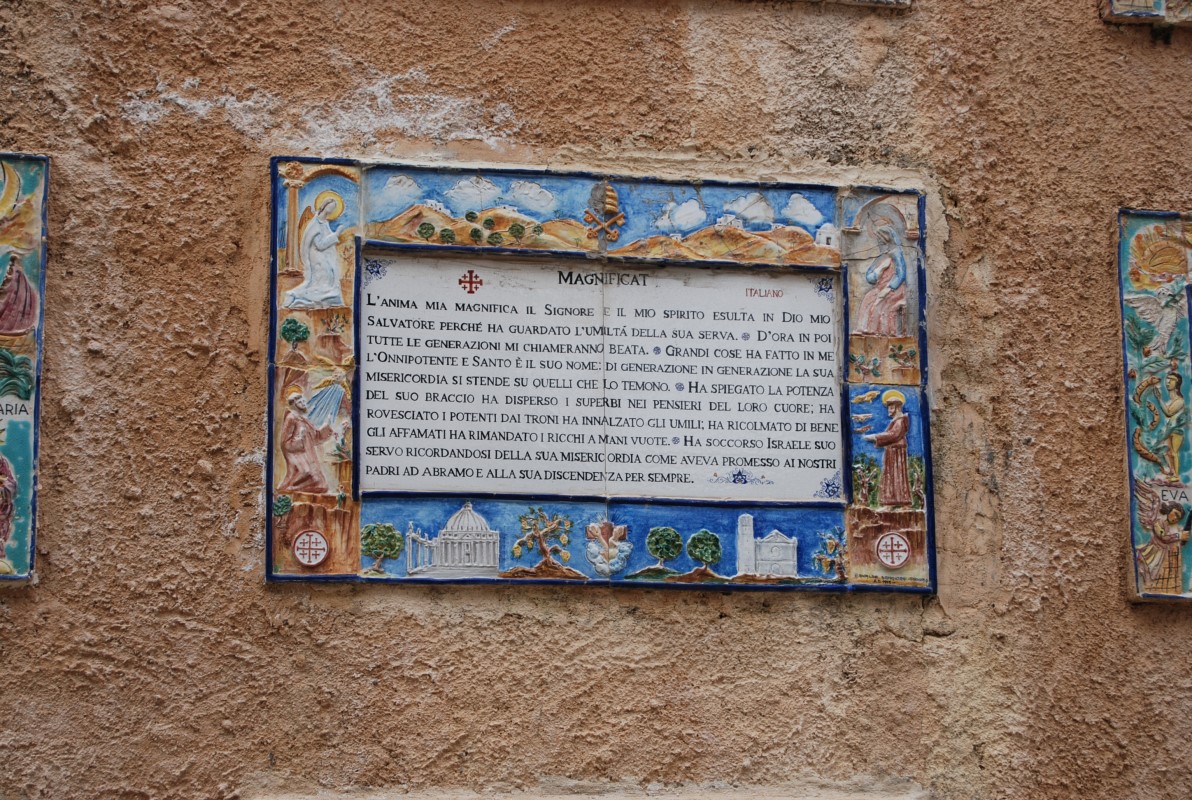 Magnificat
Italiano
L'anima mia magnifica il Signore e il mio spirito esulta in Dio mio
Salvatore perché ha guardato l'umiltá della sua serva. D'ora in poi
tutte le generazioni mi chiameranno beata. Grandi cose ha fatto in me
l'Onnipotente e Santo è il suo nome: di generazione in generazione la sua
misericordia si stende su quelli che lo temono. Ha spiegato la potenza
del suo braccio ha disperso i superbi nei pensieri del loro cuore; ha
rovesciato i potenti dai troni ha innalzato gli umili; ha ricolmato di bene
gli affamati ha rimandato i ricchi a mani vuote. Ha soccorso Israele suo
servo ricordandosi della sua misericordia come aveva promesso ai nostri
padri ad Abramo e alla sua discendenza per sempre.
ARIA
EVA